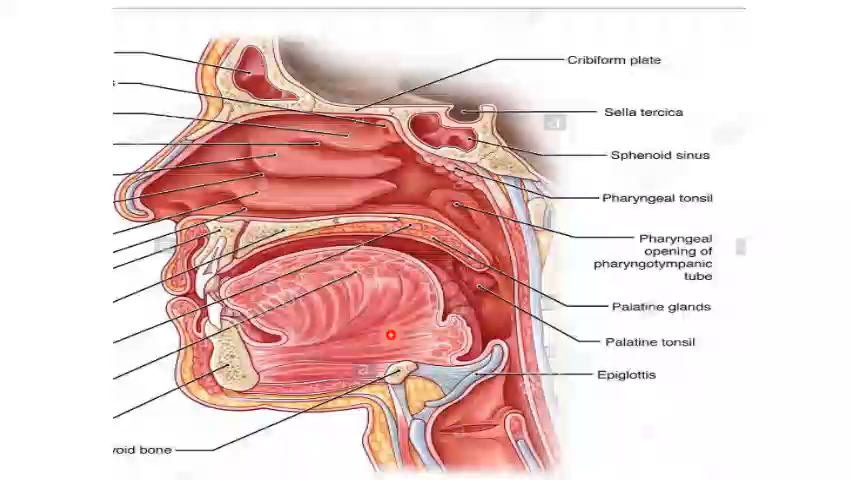 Cribiform plate
Sella tercica
Sphenoid sinus
Pharyngeal tonsil
Pharyngeal
opening of
pharyngotympanic
tube
Palatine glands
Palatine tonsil
Epiglottis
yoid bone